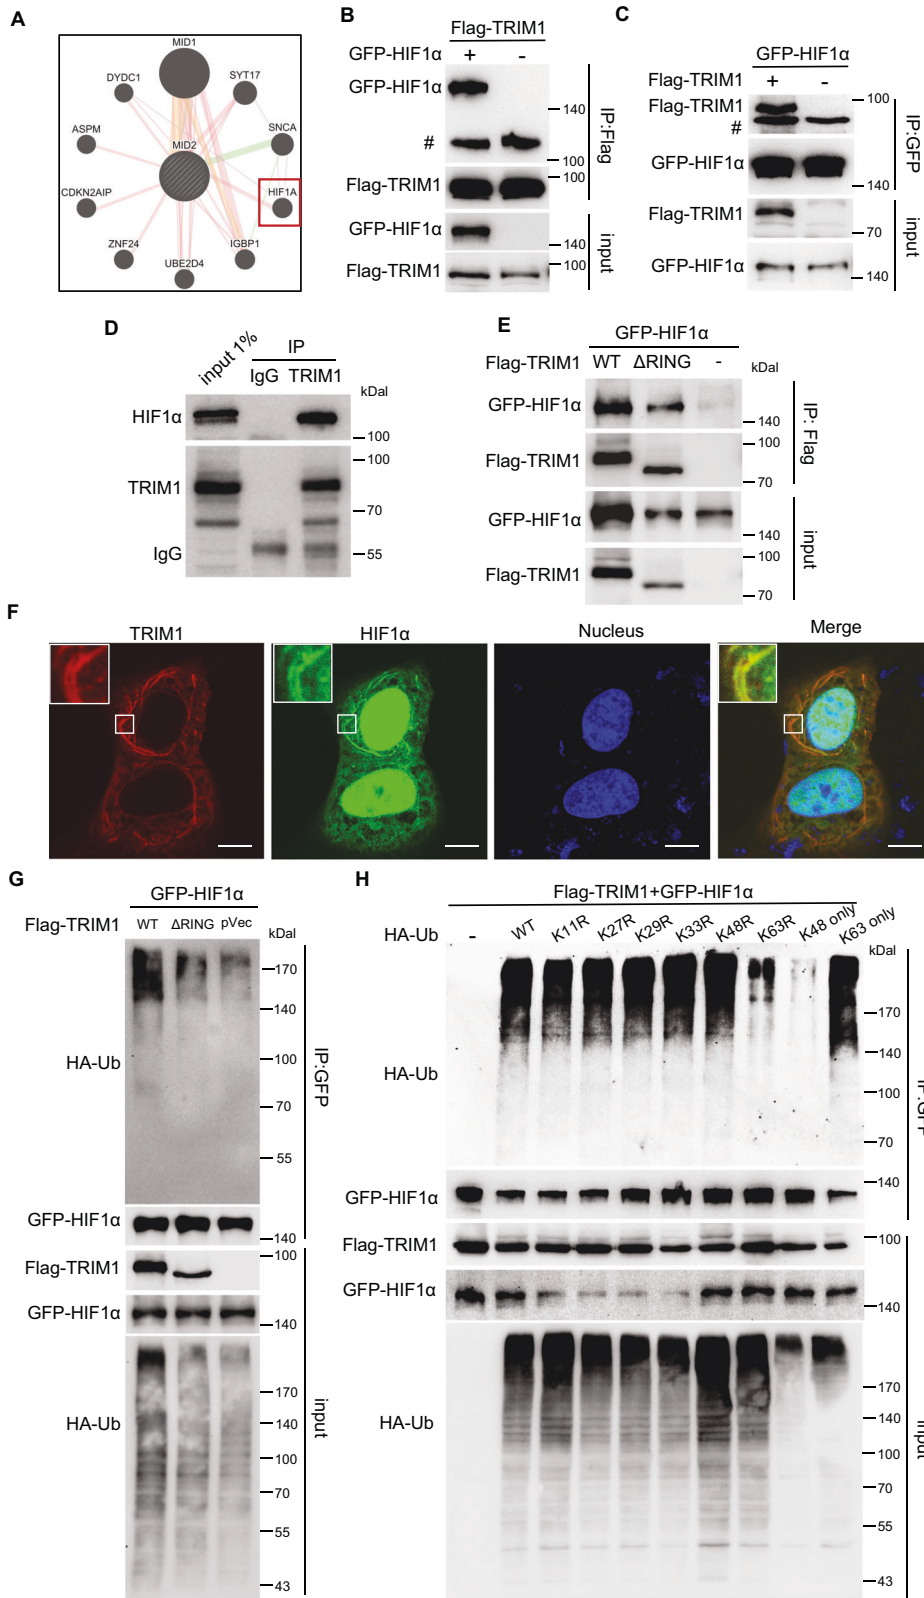 A
MID1
DYDC1
SYT17
ASPM
SNCA
MID2
CDKN2AIP
HIF1A
ZNF24
IGBP1
UBE2D4
B
Flag-TRIM1
GFP-HIF1α + -
GFP-HIF1α
140
#
100
Flag-TRIM1
100
IP:Flag
GFP-HIF1α
140
Flag-TRIM1
100
input
C
GFP-HIF1α
Flag-TRIM1 + -
Flag-TRIM1
100
#
GFP-HIF1α
140
IP:GFP
Flag-TRIM1
70
GFP-HIF1α
140
input
D
input 1%
IP
IgG TRIM1
kDal
HIF1α
100
100
TRIM1
70
IgG
55
E
GFP-HIF1α
Flag-TRIM1 WT ΔRING -
kDal
GFP-HIF1α
140
Flag-TRIM1
100
70
IP: Flag
GFP-HIF1α
140
Flag-TRIM1
100
70
input
F
TRIM1 HIF1α Nucleus Merge
G
GFP-HIF1α
Flag-TRIM1 WT ΔRING pVec
kDal
170
140
HA-Ub
100
70
55
IP:GFP
GFP-HIF1α
140
Flag-TRIM1
100
GFP-HIF1α
140
HA-Ub
170
140
100
70
55
43
input
H
Flag-TRIM1+GFP-HIF1α
HA-Ub - WT K11R K27R K29R K33R K48R K63R K48 only K63 only
kDal
170
140
HA-Ub
100
70
IP:GFP
GFP-HIF1α
140
Flag-TRIM1
100
GFP-HIF1α
140
HA-Ub
170
140
100
70
55
43
input